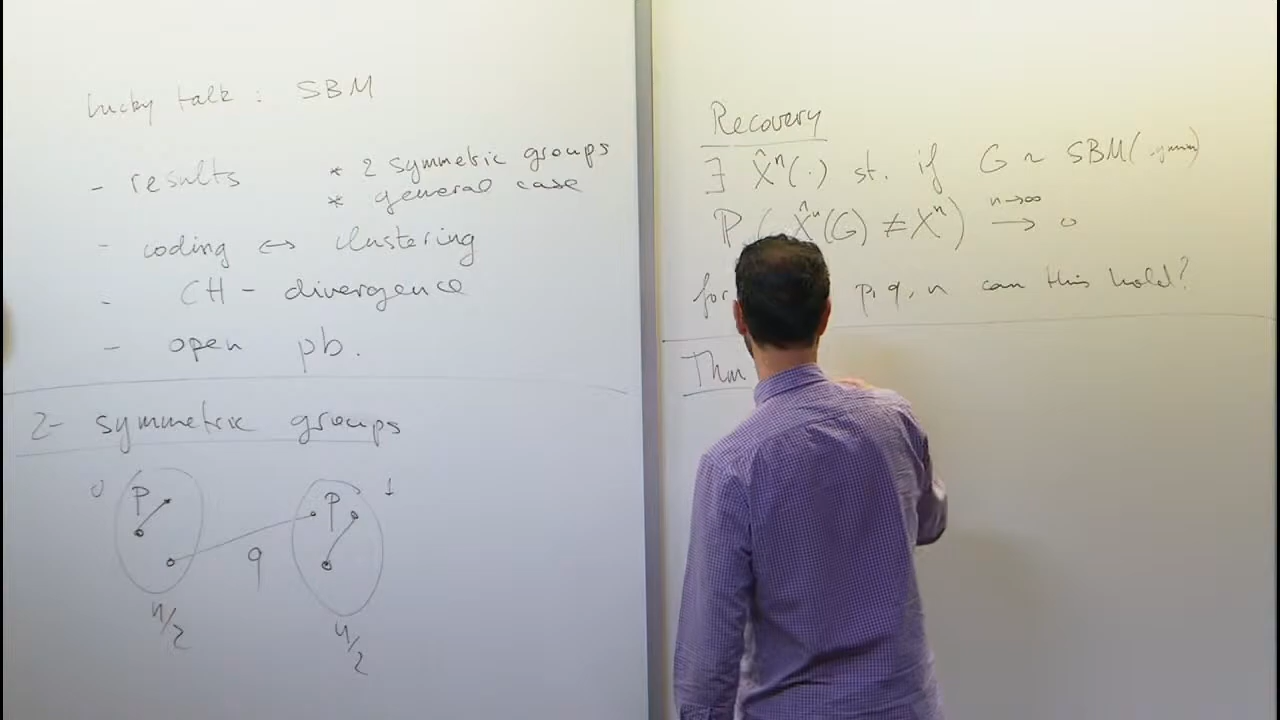 lucky talk : SBM
- results * 2 symmetric groups
* general case
- coding ↔ clustering
- CH - divergence
- open pb.
2- symmetric groups
0 P P 1
q
n/2 n/2
Recovery
∃ X̂ⁿ(·) st. if G ~ SBM(
P( X̂ⁿ(G) ≠ Xⁿ) n→∞ → 0
for p, q, n can this hold?
Thm